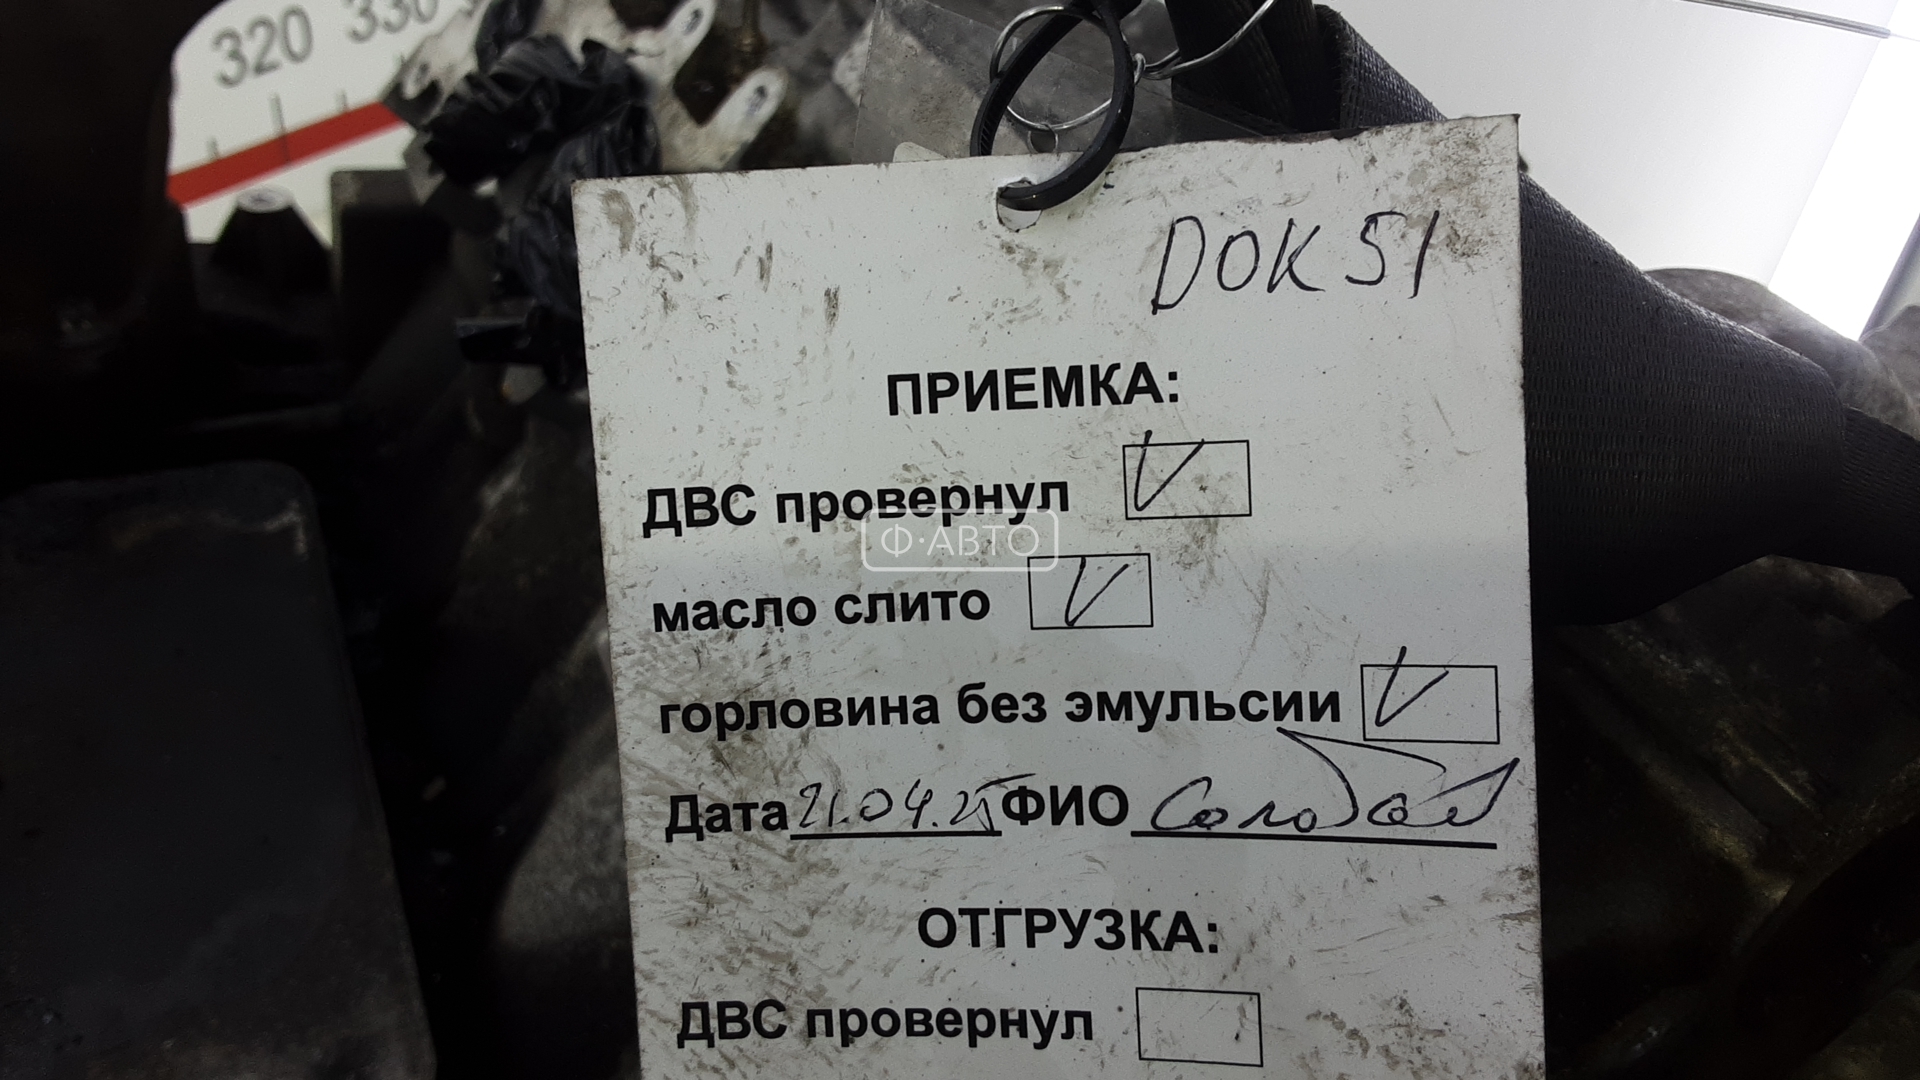 320 330
DOK51
ПРИЕМКА:
ДВС провернул V
Ф·АВТО
масло слито V
горловина без эмульсии V
Дата 21.04.25 ФИО
ОТГРУЗКА:
ДВС провернул